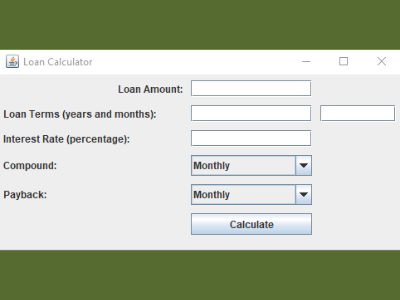 Loan Calculator
Loan Amount:
Loan Terms (years and months):
Interest Rate (percentage):
Compound: Monthly
Payback: Monthly
Calculate